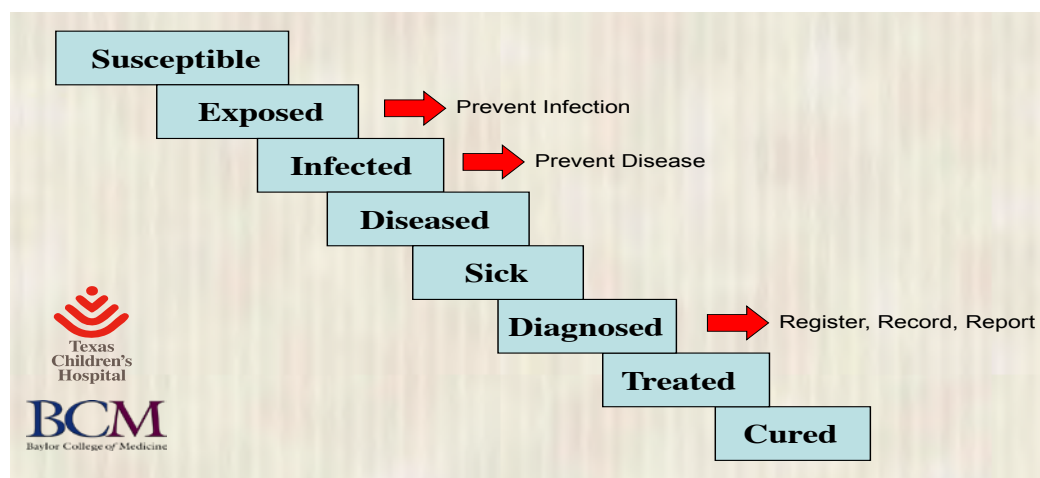 Susceptible
Exposed
Prevent Infection
Infected
Prevent Disease
Diseased
Sick
Diagnosed
Register, Record, Report
Treated
Cured
Texas
Children's
Hospital
BCM
Baylor College of Medicine